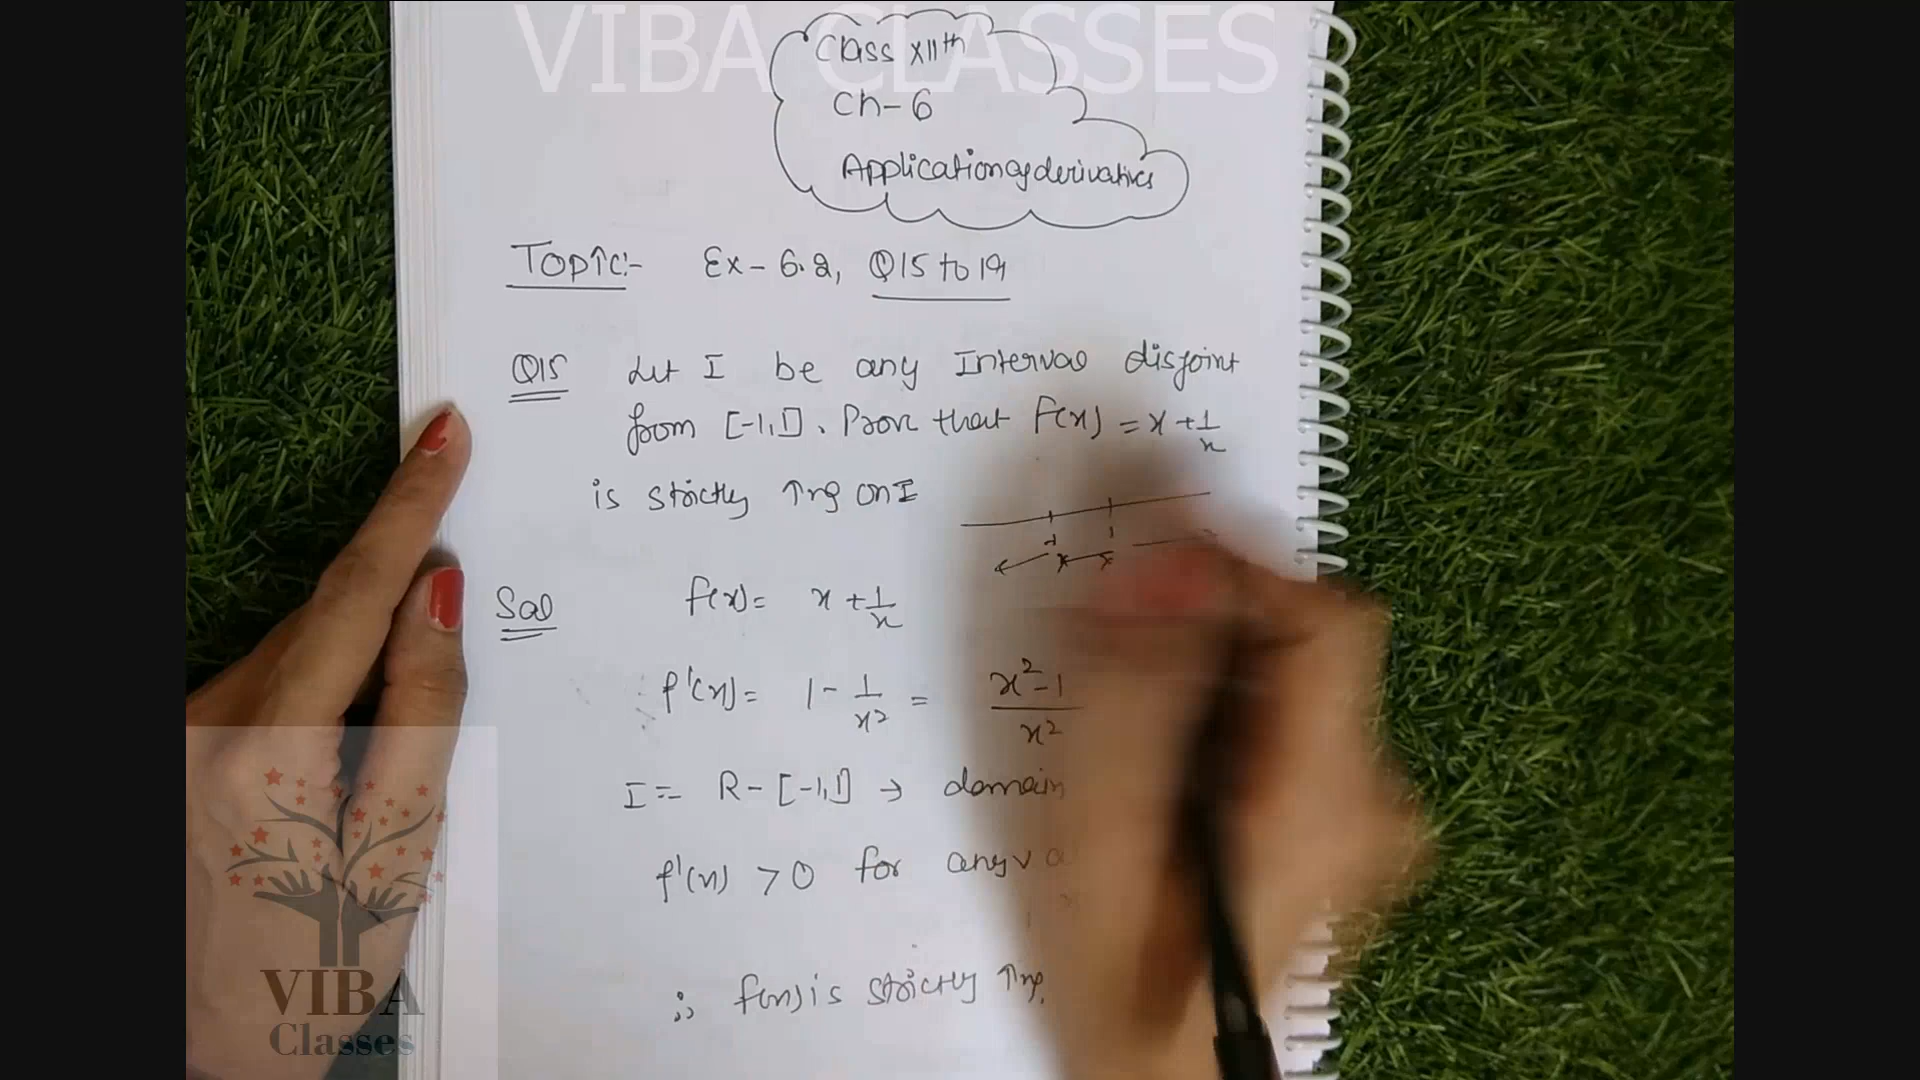 VIBA CLASSES
Class XIIth
Ch-6
Application of derivatives
Topic:- Ex-6.2, Q15 to 19
Q15 Let I be any Interval disjoint
from [-1,1]. Prove that f(x) = x + 1/x
is strictly ↑ng on I
-1 1
Sol f(x) = x + 1/x
f'(x) = 1 - 1/x² = x²-1/x²
I = R - [-1,1] → domain
f'(x) > 0 for any
∴ f(x) is strictly ↑ng.
VIBA
Classes